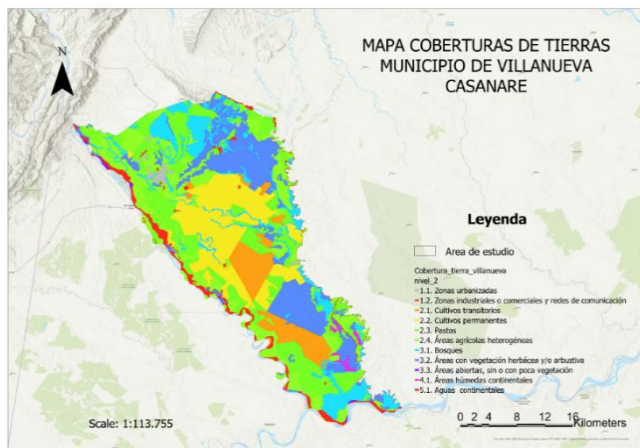 MAPA COBERTURAS DE TIERRAS
MUNICIPIO DE VILLANUEVA
CASANARE
N
Leyenda
Area de estudio
Cobertura_tierra_villanueva
nivel_2
1.1. Zonas urbanizadas
1.2. Zonas industriales o comerciales y redes de comunicación
2.1. Cultivos transitorios
2.2. Cultivos permanentes
2.3. Pastos
2.4. Áreas agrícolas heterogéneas
3.1. Bosques
3.2. Áreas con vegetación herbácea y/o arbustiva
3.3. Áreas abiertas, sin o con poca vegetación
4.1. Áreas húmedas continentales
5.1. Aguas continentales
Scale: 1:113.755
0 2 4 8 12 16
Kilometers